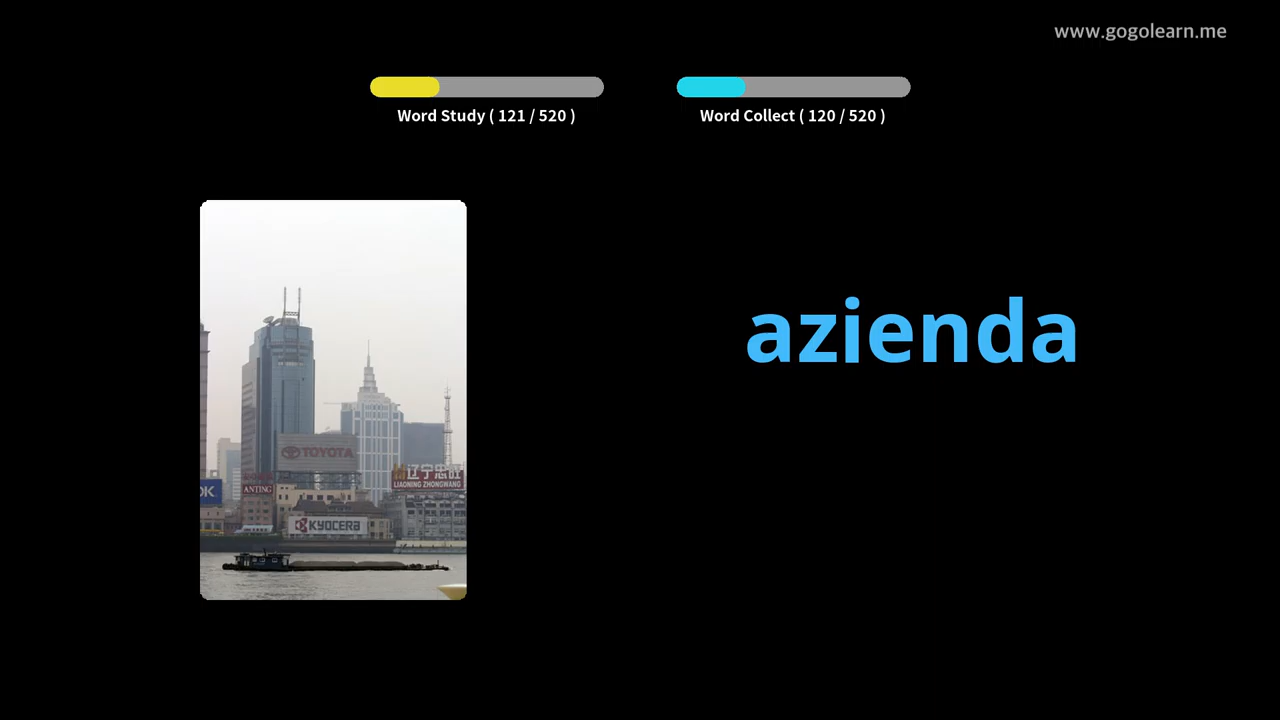 www.gogolearn.me
Word Study ( 121 / 520 )
Word Collect ( 120 / 520 )
azienda
TOYOTA
辽宁忠旺
LIAONING ZHONGWANG
OK
ANTING
KYOCERA